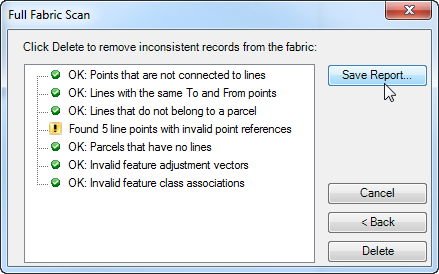 Full Fabric Scan
Click Delete to remove inconsistent records from the fabric:
OK: Points that are not connected to lines
OK: Lines with the same To and From points
OK: Lines that do not belong to a parcel
Found 5 line points with invalid point references
OK: Parcels that have no lines
OK: Invalid feature adjustment vectors
OK: Invalid feature class associations
Save Report...
Cancel
< Back
Delete